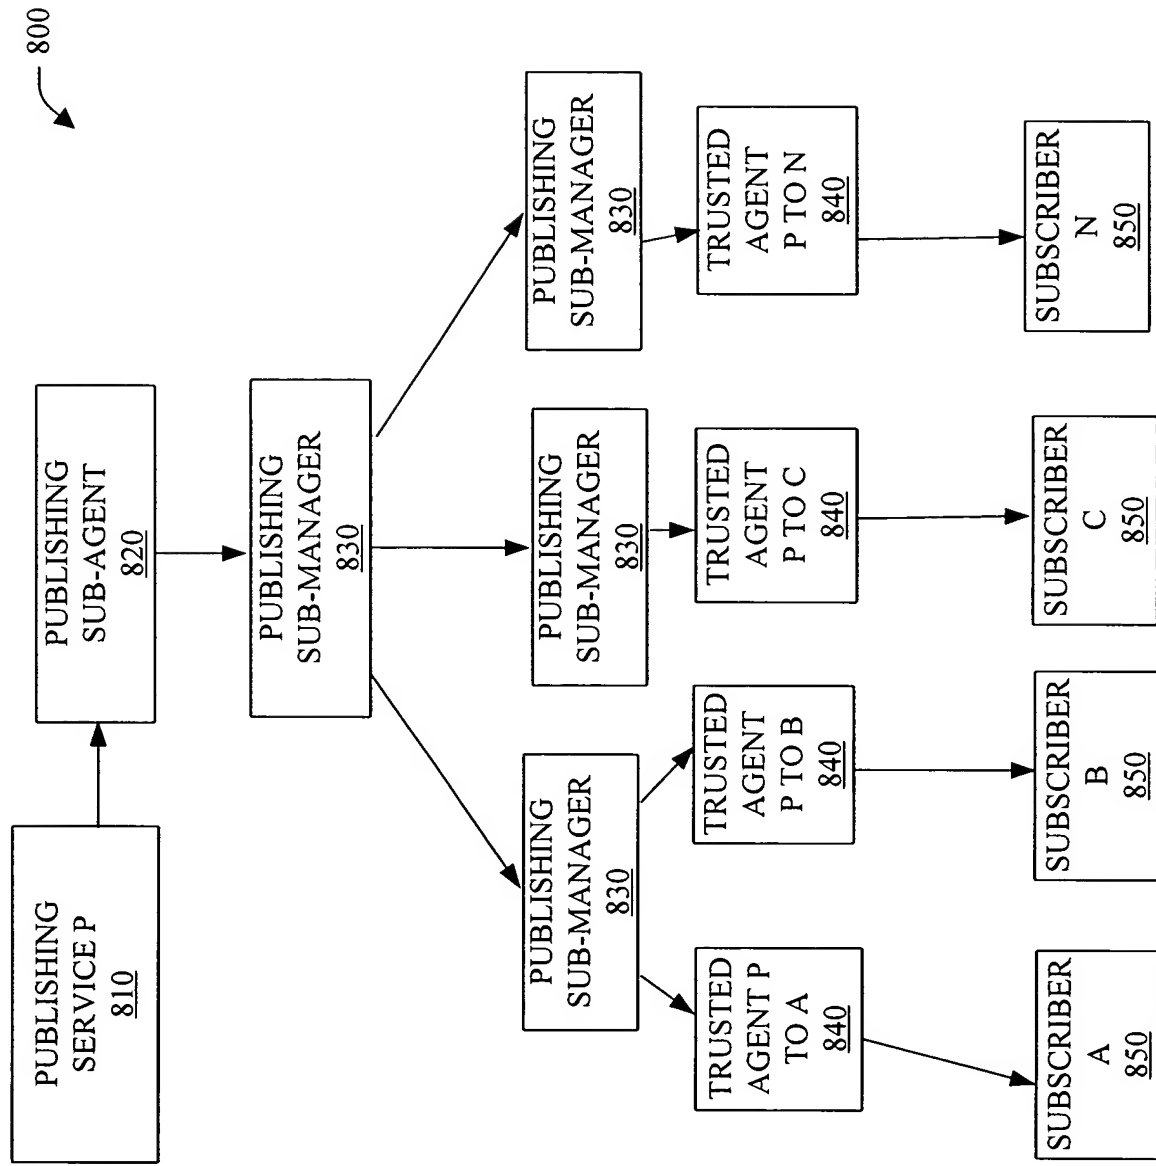 800
PUBLISHING
SERVICE P
810
PUBLISHING
SUB-AGENT
820
PUBLISHING
SUB-MANAGER
830
PUBLISHING
SUB-MANAGER
830
PUBLISHING
SUB-MANAGER
830
PUBLISHING
SUB-MANAGER
830
TRUSTED
AGENT P
TO A
840
TRUSTED
AGENT
P TO B
840
TRUSTED
AGENT
P TO C
840
TRUSTED
AGENT
P TO N
840
SUBSCRIBER
A
850
SUBSCRIBER
B
850
SUBSCRIBER
C
850
SUBSCRIBER
N
850